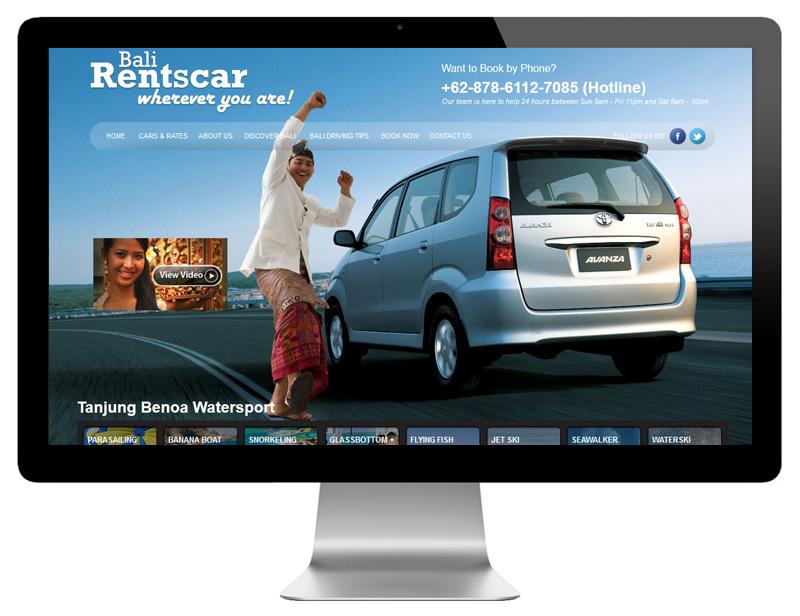 Bali
Rentscar
wherever you are!
Want to Book by Phone?
+62-878-6112-7085 (Hotline)
Our team is here to help 24 hours between Sun 8am - Fri 11pm and Sat 8am - 10pm
HOME CARS & RATES ABOUT US DISCOVER BALI BALI DRIVING TIPS BOOK NOW CONTACT US FOLLOW US ON
AVANZA
AVANZA
View Video
Tanjung Benoa Watersport
PARASAILING BANANA BOAT SNORKELING GLASSBOTTOM + FLYING FISH JET SKI SEAWALKER WATERSKI